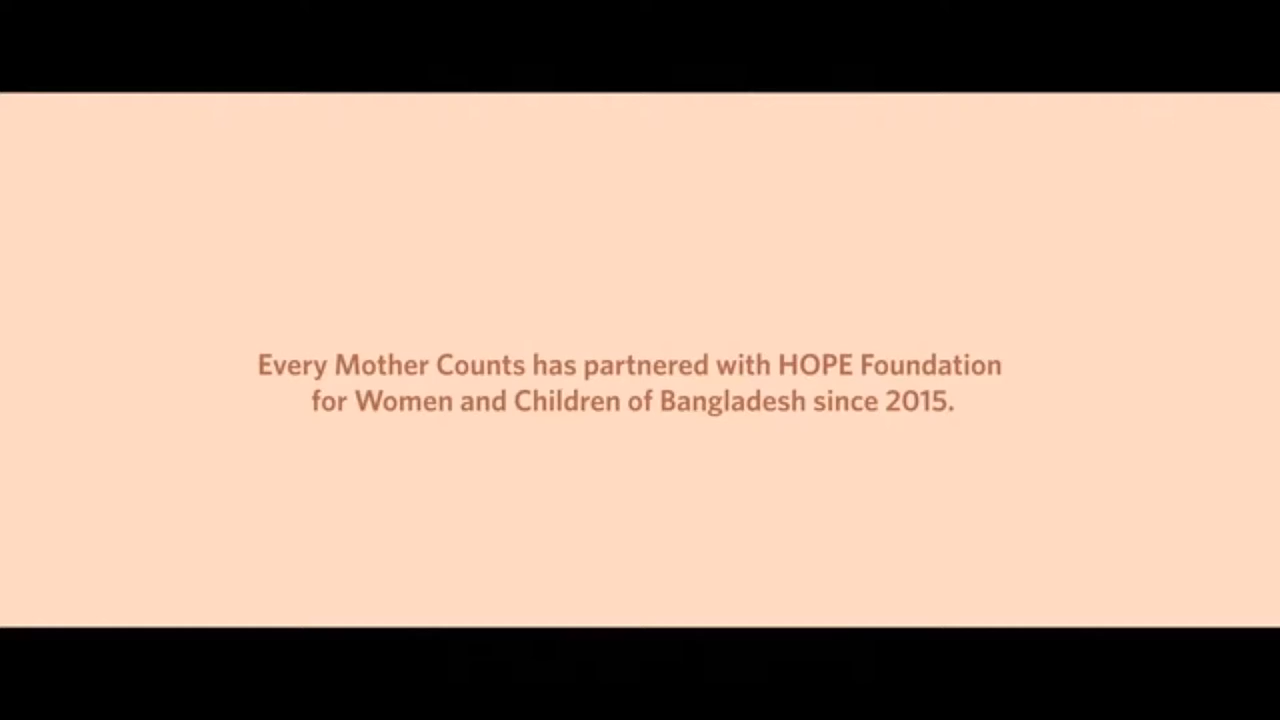 Every Mother Counts has partnered with HOPE Foundation
for Women and Children of Bangladesh since 2015.